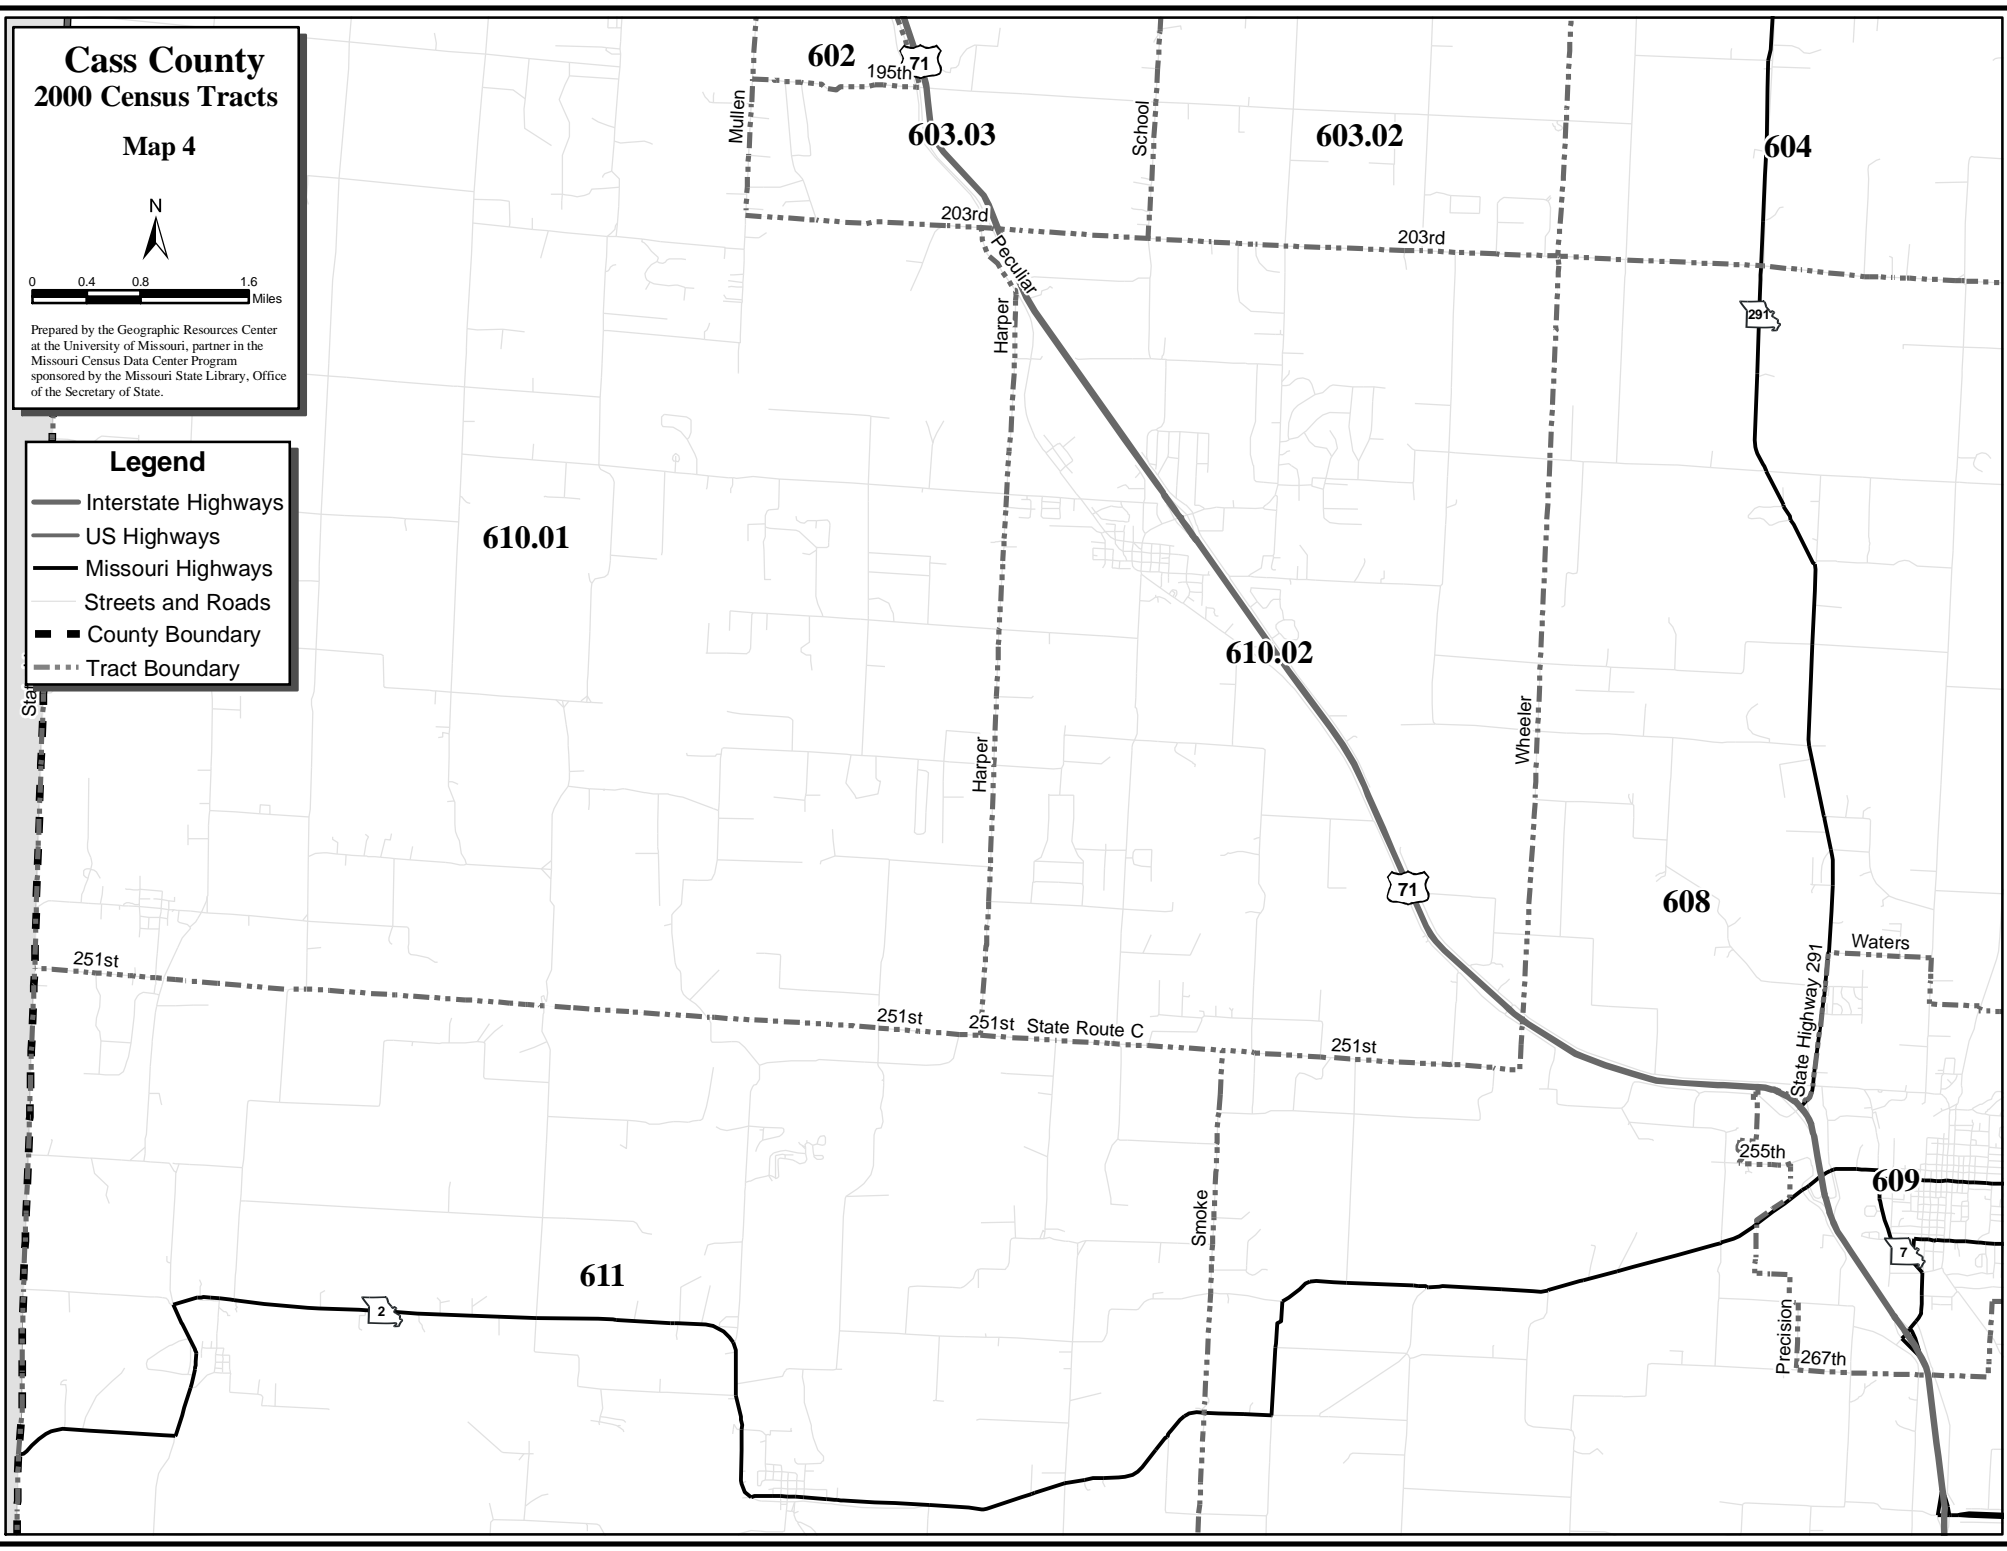 Cass County
2000 Census Tracts
Map 4
N
0 0.4 0.8 1.6
Miles
Prepared by the Geographic Resources Center
at the University of Missouri, partner in the
Missouri Census Data Center Program
sponsored by the Missouri State Library, Office
of the Secretary of State.
Legend
Interstate Highways
US Highways
Missouri Highways
Streets and Roads
County Boundary
Tract Boundary
602
71
195th
Mullen
603.03
School
603.02
604
203rd
203rd
Peculiar
Harper
291
610.01
610.02
Harper
Wheeler
71
608
Waters
State Highway 291
251st
251st
251st
State Route C
251st
255th
609
Smoke
7
611
2
Precision
267th